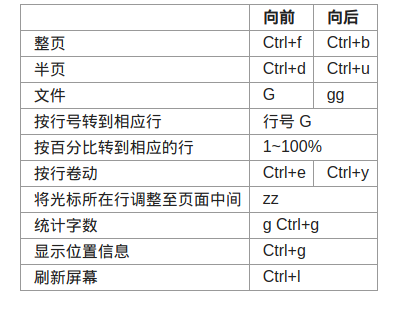 向前 向后
整页 Ctrl+f Ctrl+b
半页 Ctrl+d Ctrl+u
文件 G gg
按行号转到相应行 行号 G
按百分比转到相应的行 1~100%
按行卷动 Ctrl+e Ctrl+y
将光标所在行调整至页面中间 zz
统计字数 g Ctrl+g
显示位置信息 Ctrl+g
刷新屏幕 Ctrl+l